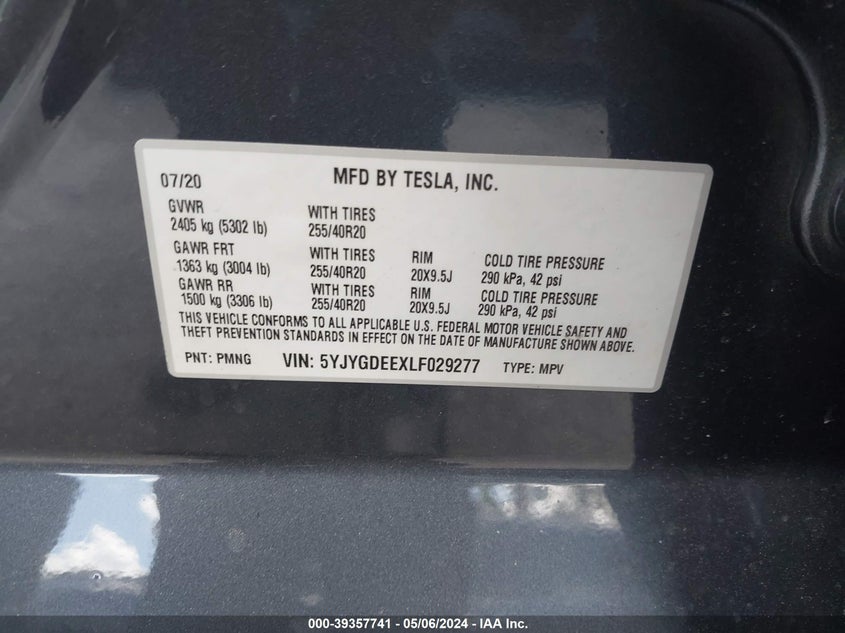 07/20 MFD BY TESLA, INC.
GVWR WITH TIRES
2405 kg (5302 lb) 255/40R20
GAWR FRT WITH TIRES RIM COLD TIRE PRESSURE
1363 kg (3004 lb) 255/40R20 20X9.5J 290 kPa, 42 psi
GAWR RR WITH TIRES RIM COLD TIRE PRESSURE
1500 kg (3306 lb) 255/40R20 20X9.5J 290 kPa, 42 psi
THIS VEHICLE CONFORMS TO ALL APPLICABLE U.S. FEDERAL MOTOR VEHICLE SAFETY AND
THEFT PREVENTION STANDARDS IN EFFECT ON THE DATE OF MANUFACTURE SHOWN ABOVE.
PNT: PMNG VIN: 5YJYGDEEXLF029277 TYPE: MPV
000-39357741 - 05/06/2024 - IAA Inc.